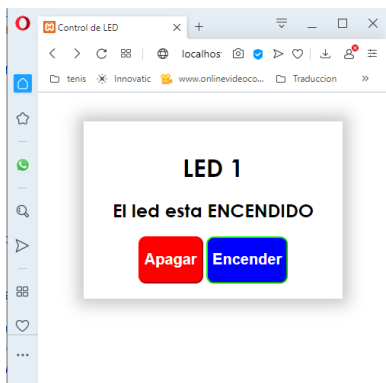 Control de LED
localhos
tenis Innovatic www.onlinevideoco... Traduccion
LED 1
El led esta ENCENDIDO
Apagar Encender